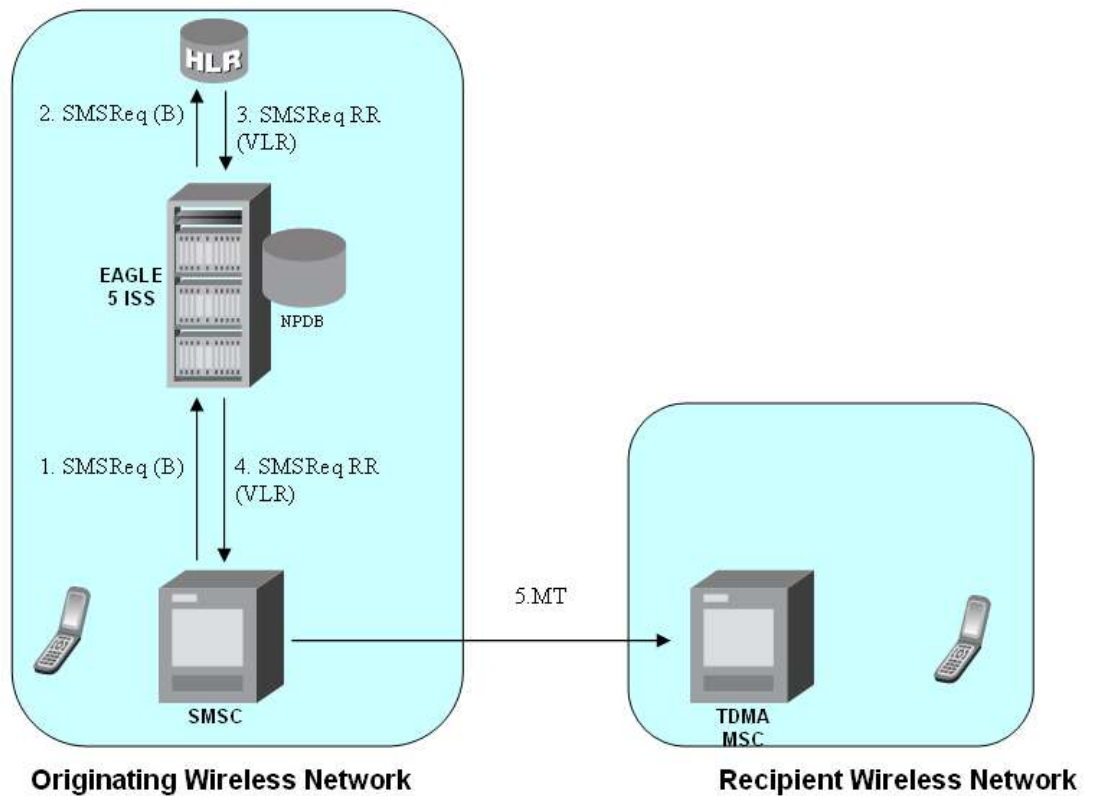 HLR
2. SMSReq (B)
3. SMSReq RR
(VLR)
EAGLE
5 ISS
NPDB
1. SMSReq (B)
4. SMSReq RR
(VLR)
5.MT
SMSC
TDMA
MSC
Originating Wireless Network
Recipient Wireless Network